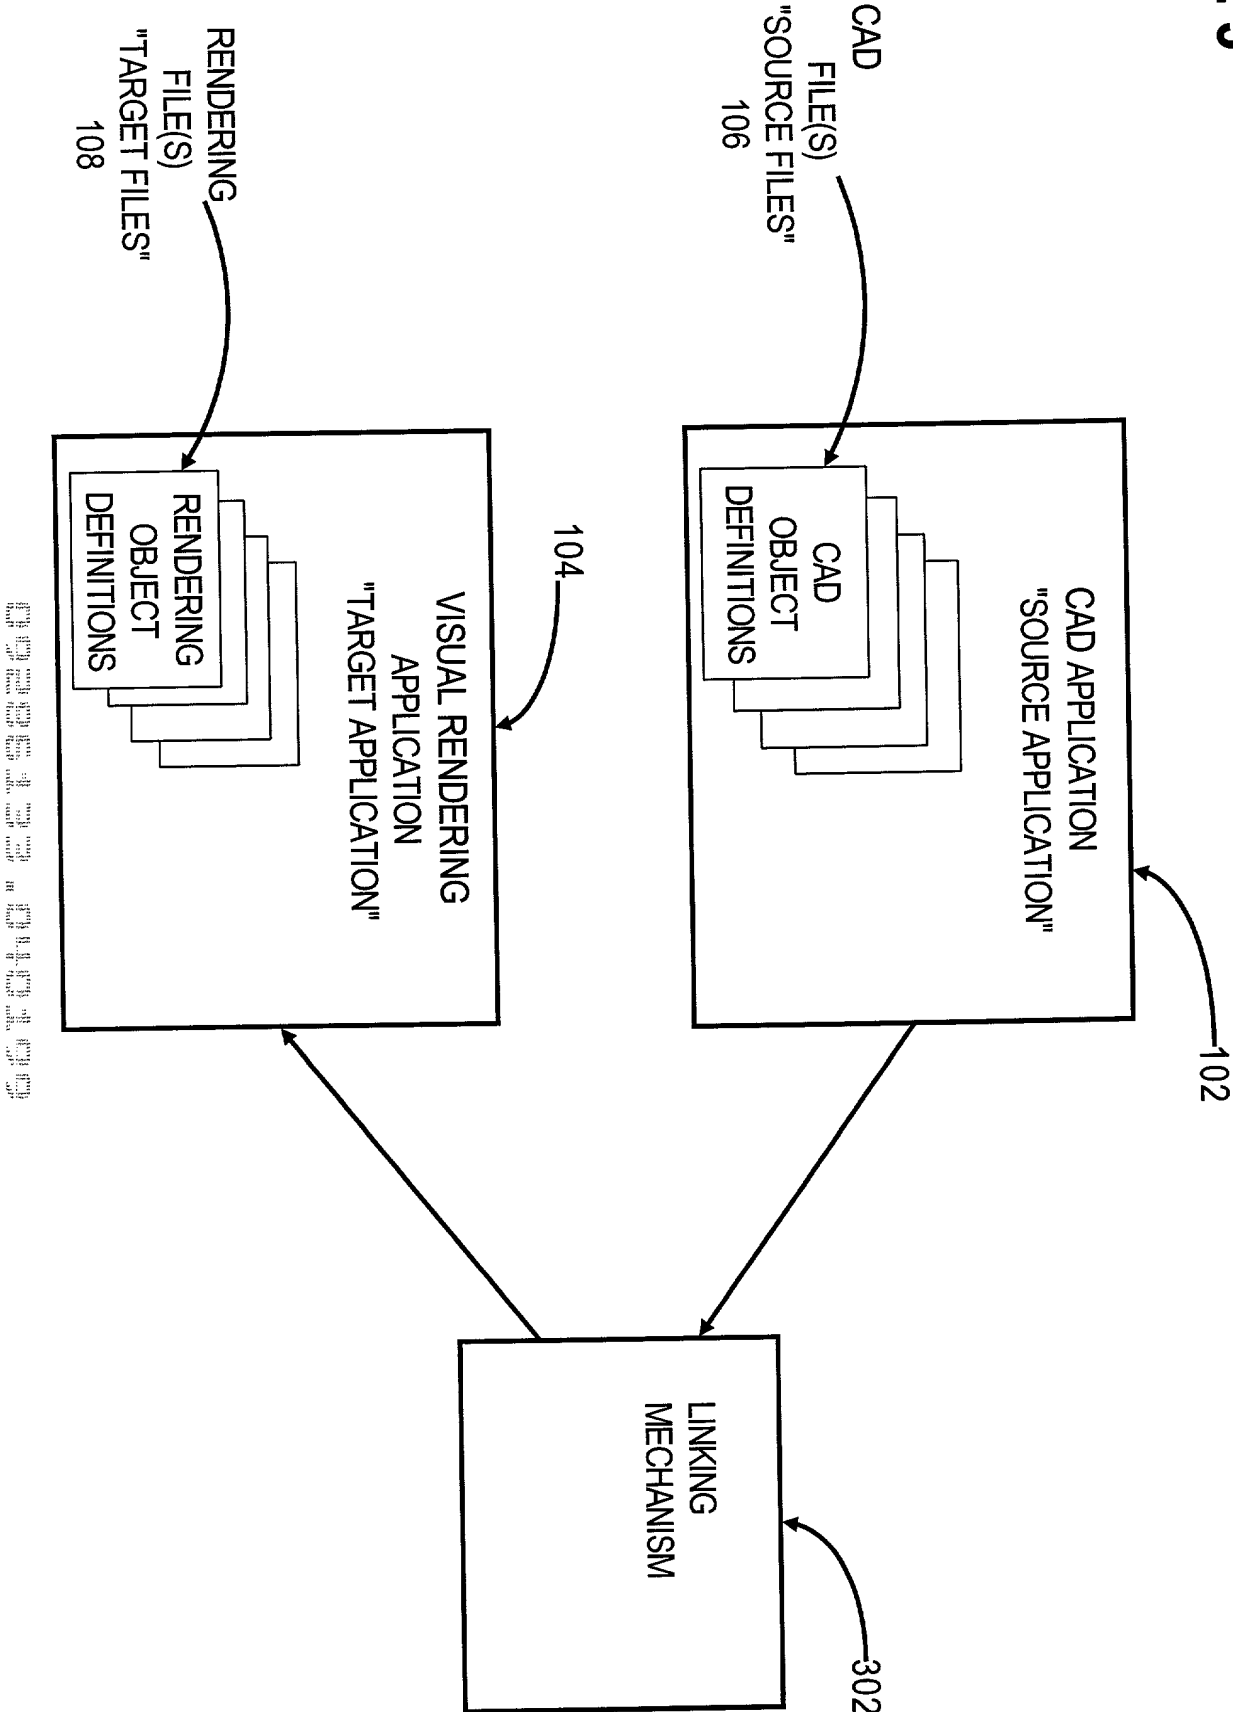 102
CAD APPLICATION
"SOURCE APPLICATION"
CAD
FILE(S)
"SOURCE FILES"
106
CAD
OBJECT
DEFINITIONS
302
LINKING
MECHANISM
104
VISUAL RENDERING
APPLICATION
"TARGET APPLICATION"
RENDERING
FILE(S)
"TARGET FILES"
108
RENDERING
OBJECT
DEFINITIONS